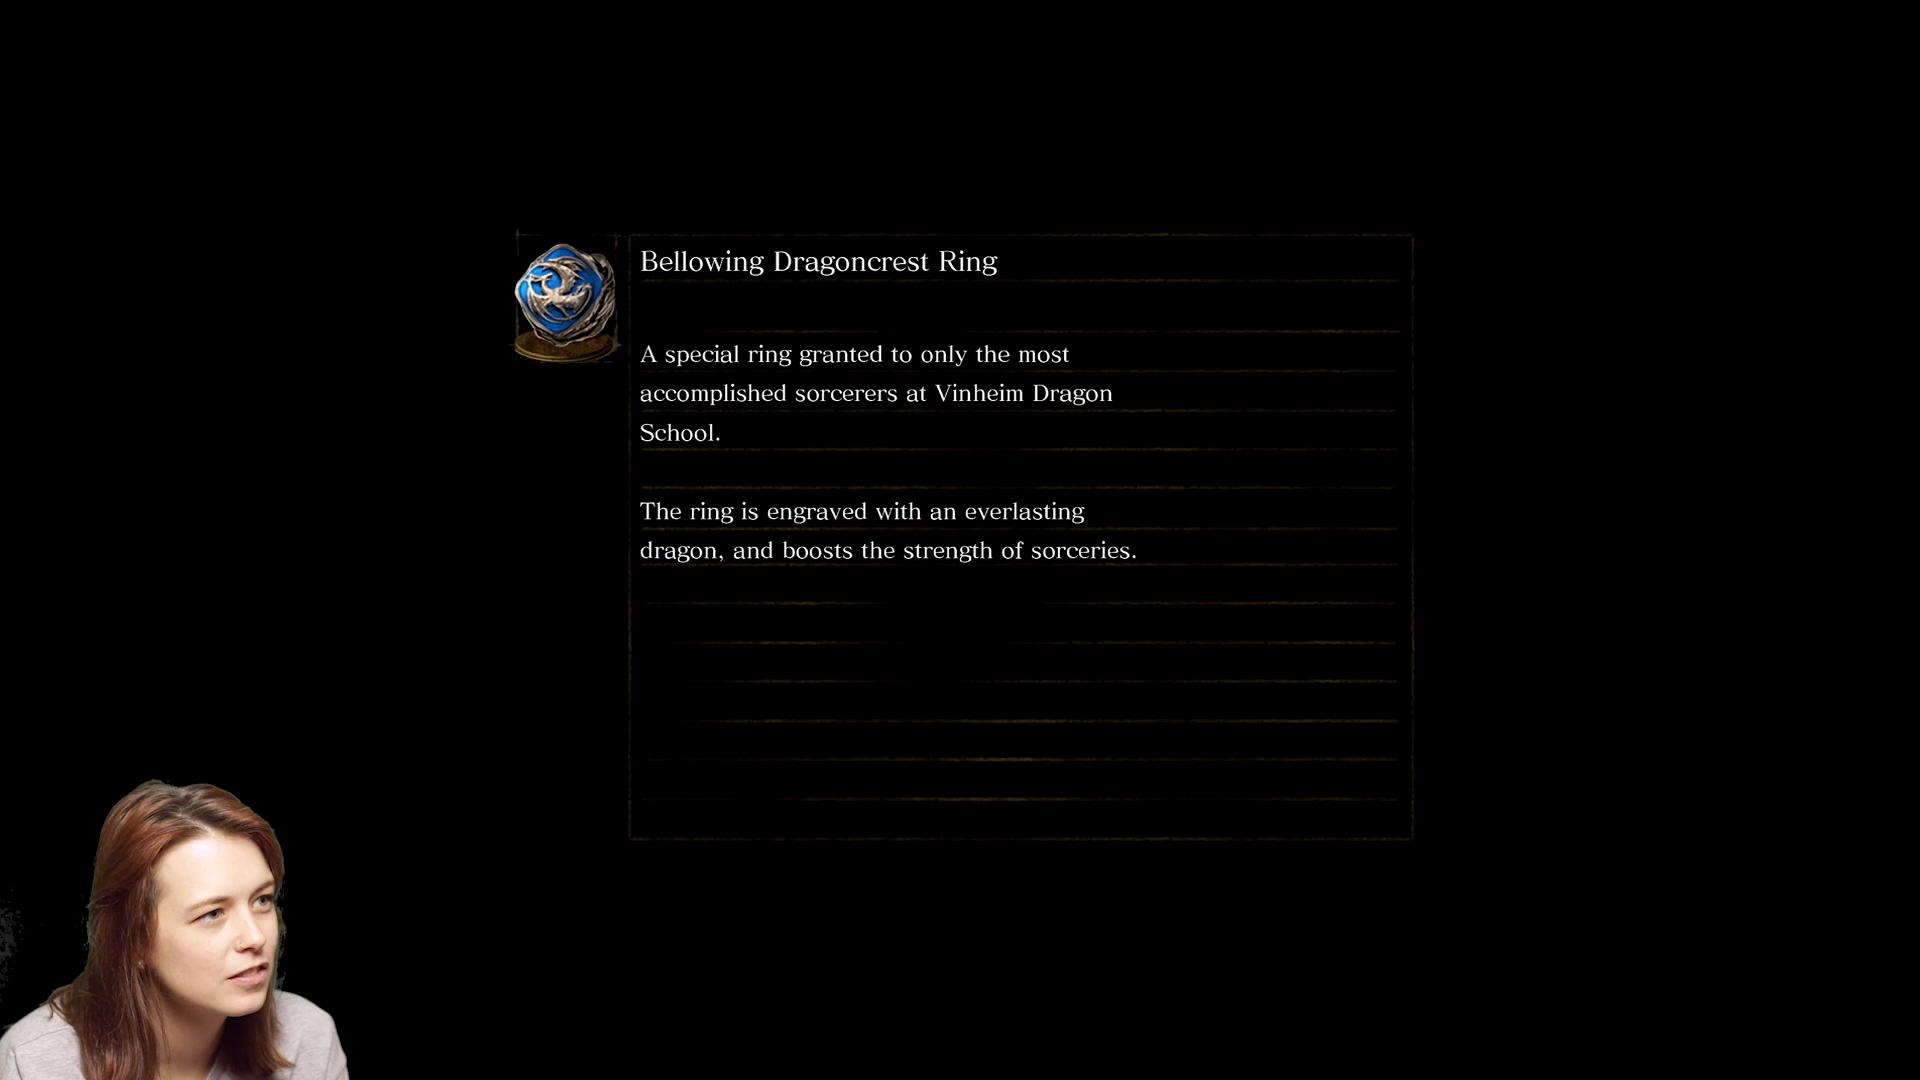 Bellowing Dragoncrest Ring
A special ring granted to only the most
accomplished sorcerers at Vinheim Dragon
School.
The ring is engraved with an everlasting
dragon, and boosts the strength of sorceries.